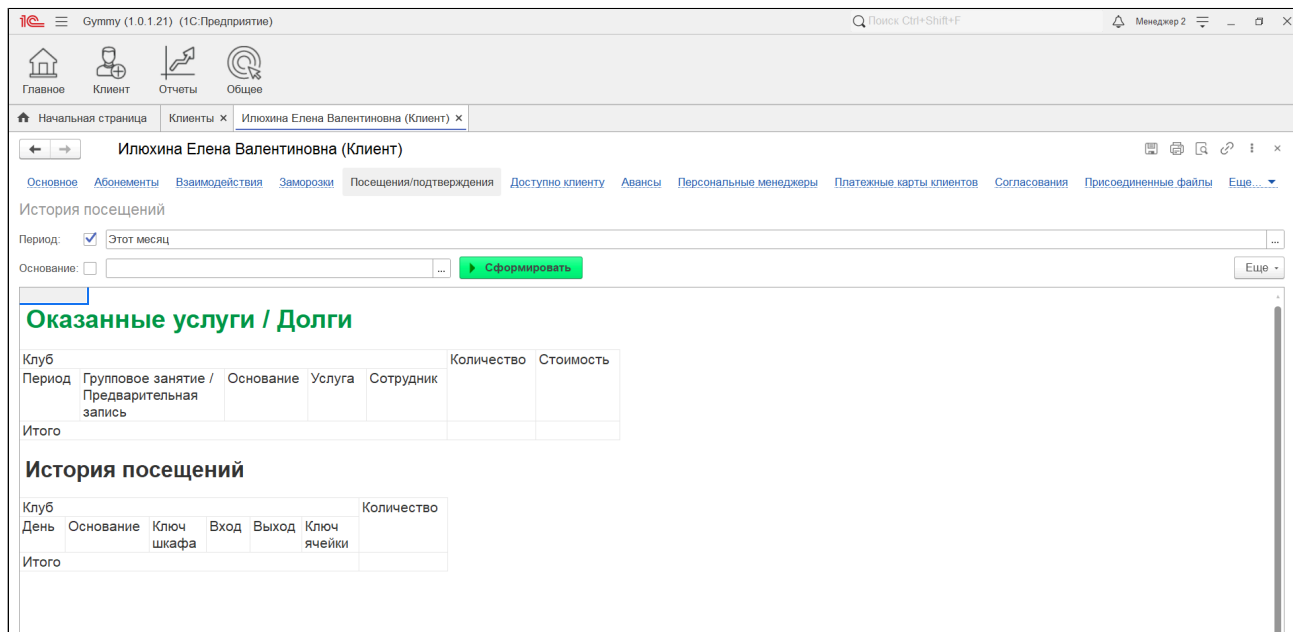 1С Gymmy (1.0.1.21) (1С:Предприятие) Поиск Ctrl+Shift+F Менеджер 2
Главное Клиент Отчеты Общее
Начальная страница Клиенты × Илюхина Елена Валентиновна (Клиент) ×
Илюхина Елена Валентиновна (Клиент)
Основное Абонементы Взаимодействия Заморозки Посещения/подтверждения Доступно клиенту Авансы Персональные менеджеры Платежные карты клиентов Согласования Присоединенные файлы Еще...
История посещений
Период: Этот месяц ...
Основание: ... Сформировать Еще
Оказанные услуги / Долги
Клуб Количество Стоимость
Период Групповое занятие / Основание Услуга Сотрудник
Предварительная
запись
Итого
История посещений
Клуб Количество
День Основание Ключ Вход Выход Ключ
шкафа ячейки
Итого